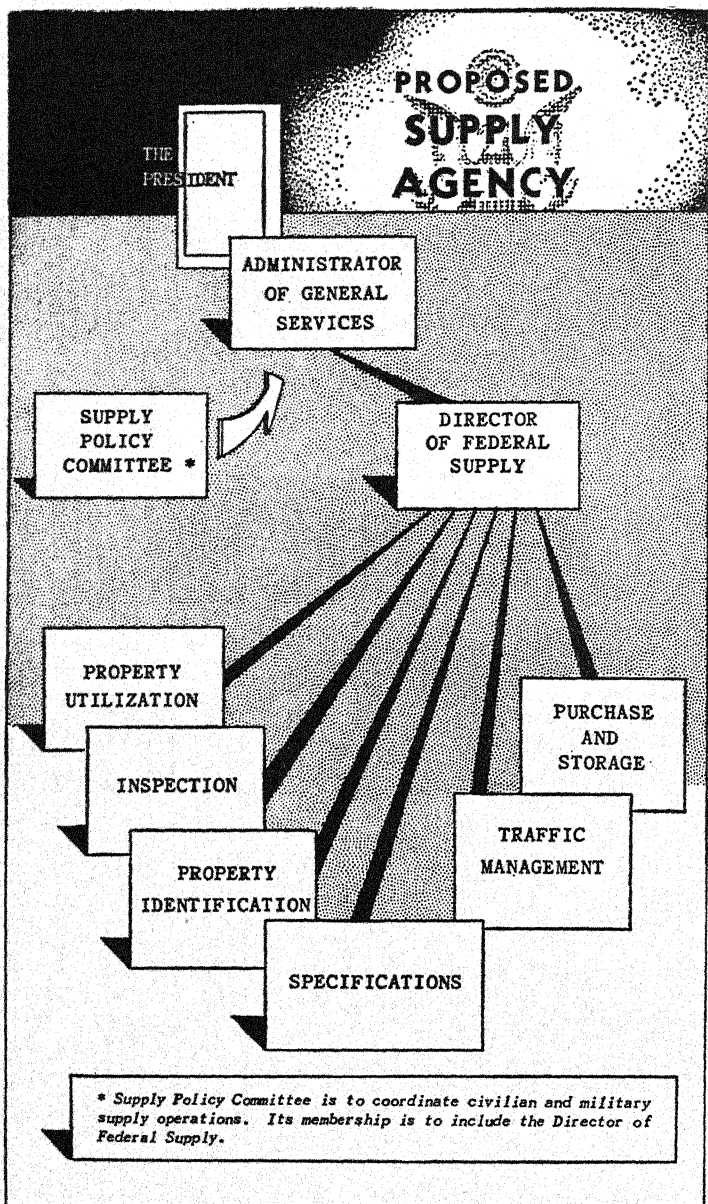 PROPOSED
SUPPLY
AGENCY
THE
PRESIDENT
ADMINISTRATOR
OF GENERAL
SERVICES
SUPPLY
POLICY
COMMITTEE *
DIRECTOR
OF FEDERAL
SUPPLY
PROPERTY
UTILIZATION
INSPECTION
PROPERTY
IDENTIFICATION
SPECIFICATIONS
TRAFFIC
MANAGEMENT
PURCHASE
AND
STORAGE
* Supply Policy Committee is to coordinate civilian and military
supply operations. Its membership is to include the Director of
Federal Supply.